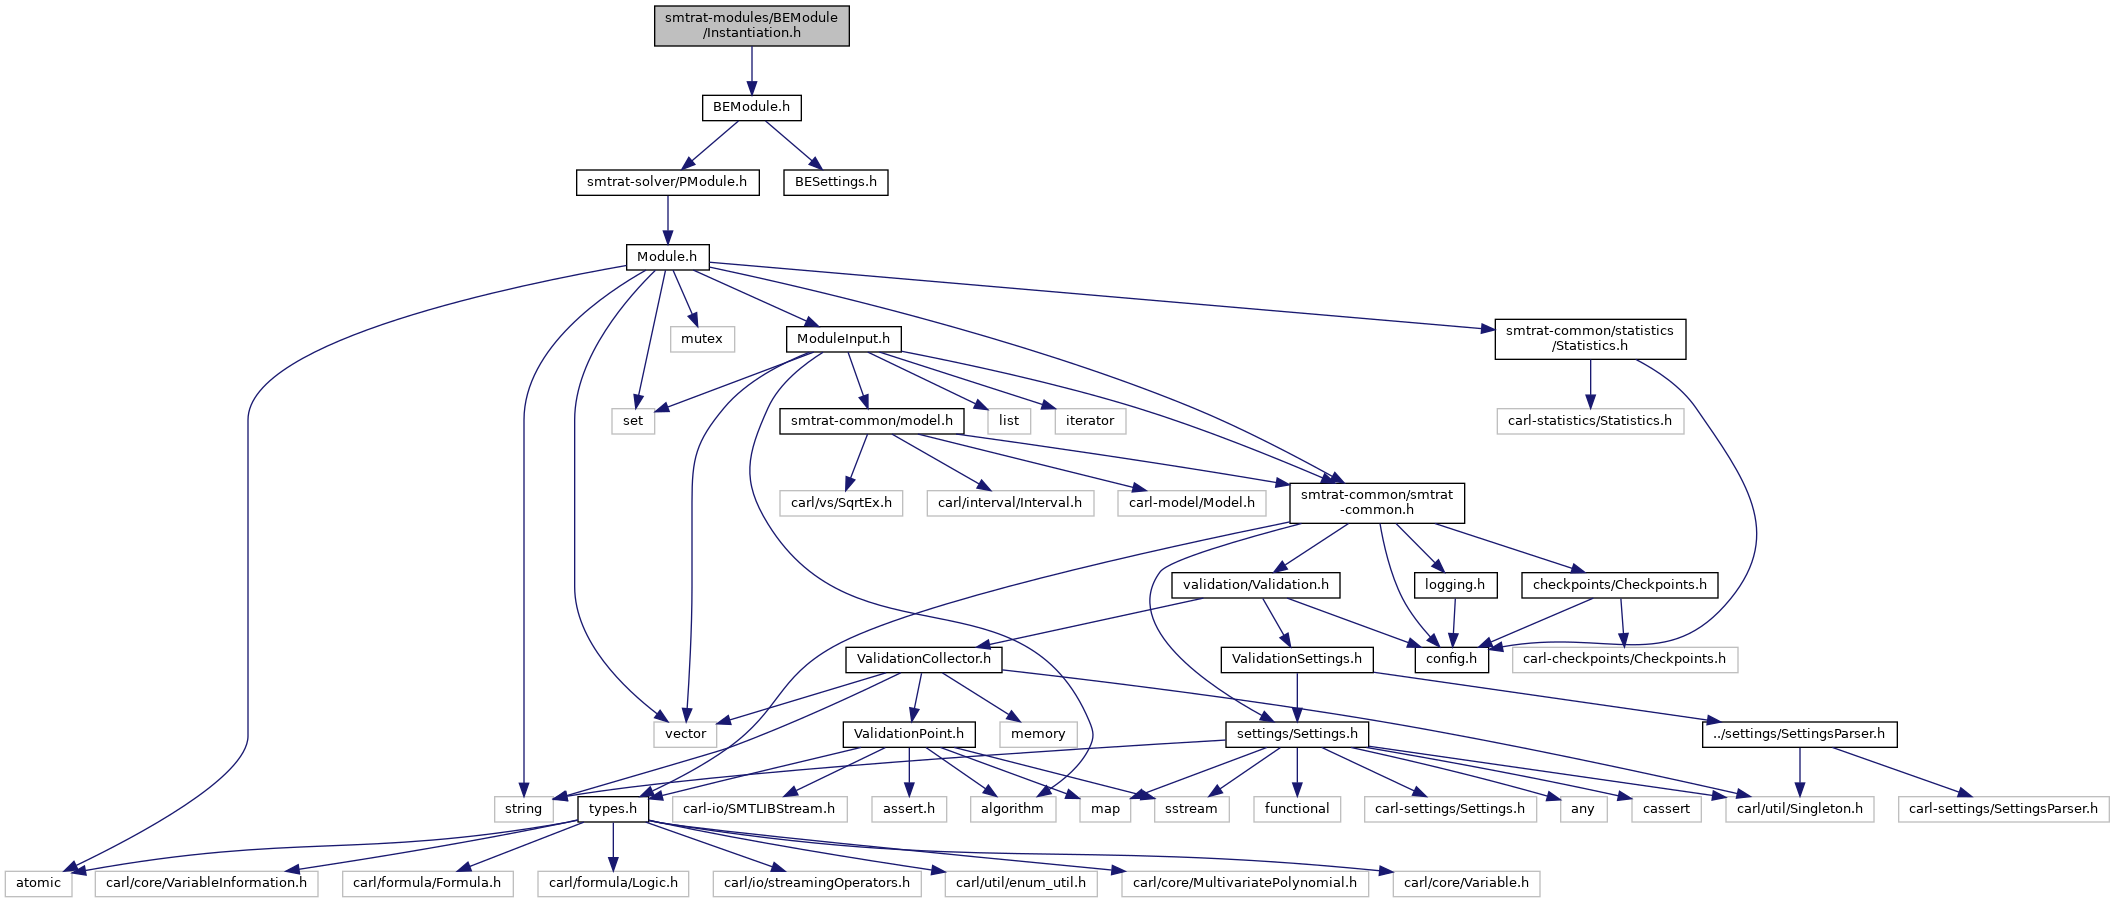 smtrat-modules/BEModule
/Instantiation.h
BEModule.h
smtrat-solver/PModule.h
BESettings.h
Module.h
smtrat-common/statistics
/Statistics.h
mutex
ModuleInput.h
set
smtrat-common/model.h
list
iterator
carl-statistics/Statistics.h
carl/vs/SqrtEx.h
carl/interval/Interval.h
carl-model/Model.h
smtrat-common/smtrat
-common.h
validation/Validation.h
logging.h
checkpoints/Checkpoints.h
ValidationCollector.h
ValidationSettings.h
config.h
carl-checkpoints/Checkpoints.h
vector
ValidationPoint.h
memory
settings/Settings.h
../settings/SettingsParser.h
string
types.h
carl-io/SMTLIBStream.h
assert.h
algorithm
map
sstream
functional
carl-settings/Settings.h
any
cassert
carl/util/Singleton.h
carl-settings/SettingsParser.h
atomic
carl/core/VariableInformation.h
carl/formula/Formula.h
carl/formula/Logic.h
carl/io/streamingOperators.h
carl/util/enum_util.h
carl/core/MultivariatePolynomial.h
carl/core/Variable.h